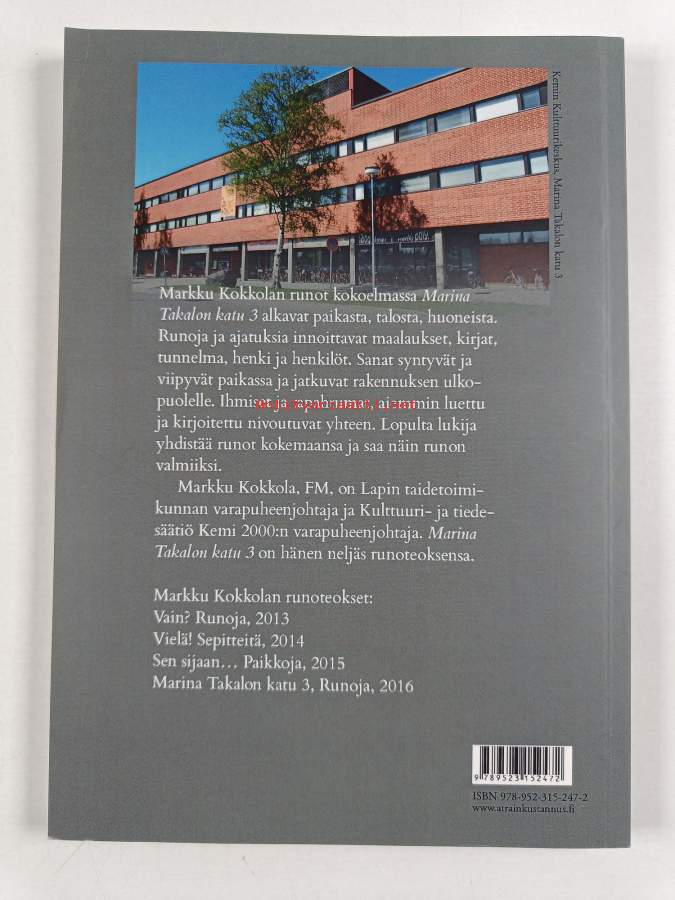 Kemin Kulttuurikeskus, Marina Takalon katu 3
Markku Kokkolan runot kokoelmassa Marina
Takalon katu 3 alkavat paikasta, talosta, huoneista.
Runoja ja ajatuksia innoittavat maalaukset, kirjat,
tunnelma, henki ja henkilöt. Sanat syntyvät ja
viipyvät paikassa ja jatkuvat rakennuksen ulko-
puolelle. Ihmiset ja tapahtumat, aiemmin luettu
ja kirjoitettu nivoutuvat yhteen. Lopulta lukija
yhdistää runot kokemaansa ja saa näin runon
valmiiksi.
Markku Kokkola, FM, on Lapin taidetoimi-
kunnan varapuheenjohtaja ja Kulttuuri- ja tiede-
säätiö Kemi 2000:n varapuheenjohtaja. Marina
Takalon katu 3 on hänen neljäs runoteoksensa.
Markku Kokkolan runoteokset:
Vain? Runoja, 2013
Vielä! Sepitteitä, 2014
Sen sijaan... Paikkoja, 2015
Marina Takalon katu 3, Runoja, 2016
9 789523 152472
ISBN 978-952-315-247-2
www.atrainkustannus.fi